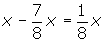 x − 7/8 x = 1/8 x